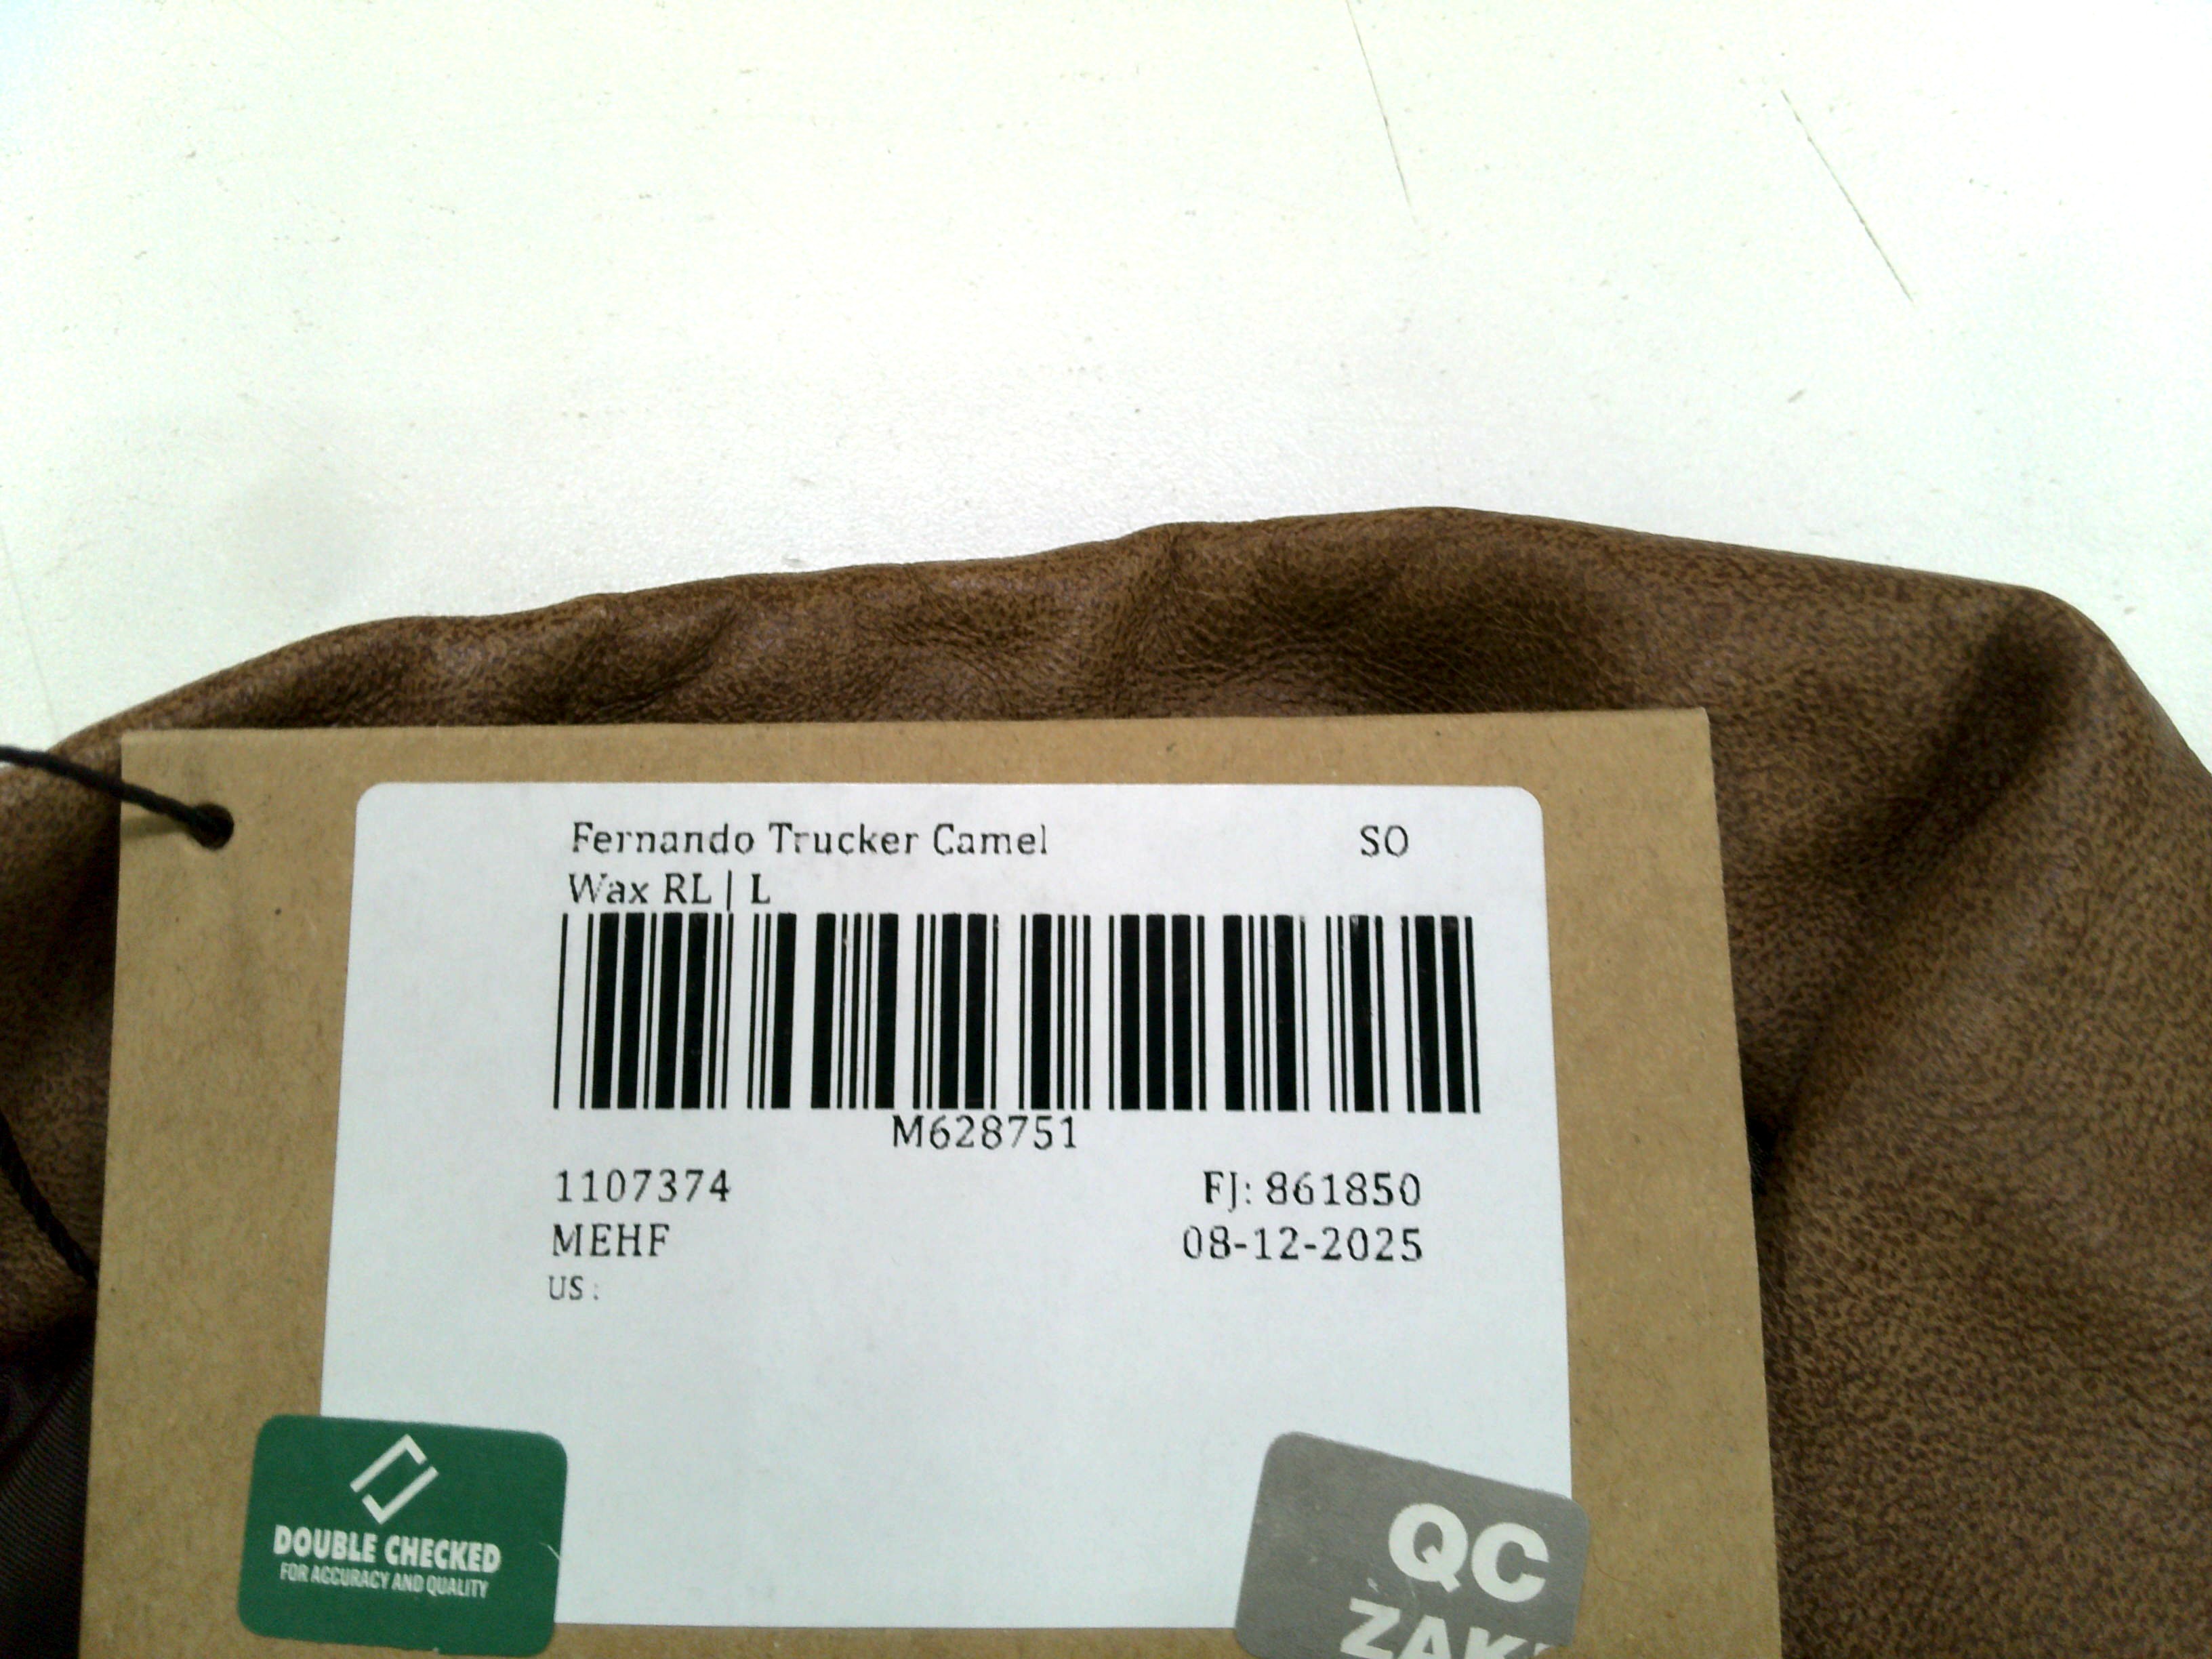 Fernando Trucker Camel SO
Wax RL | L
M628751
1107374 FJ: 861850
MEHF 08-12-2025
US :
DOUBLE CHECKED
FOR ACCURACY AND QUALITY
QC